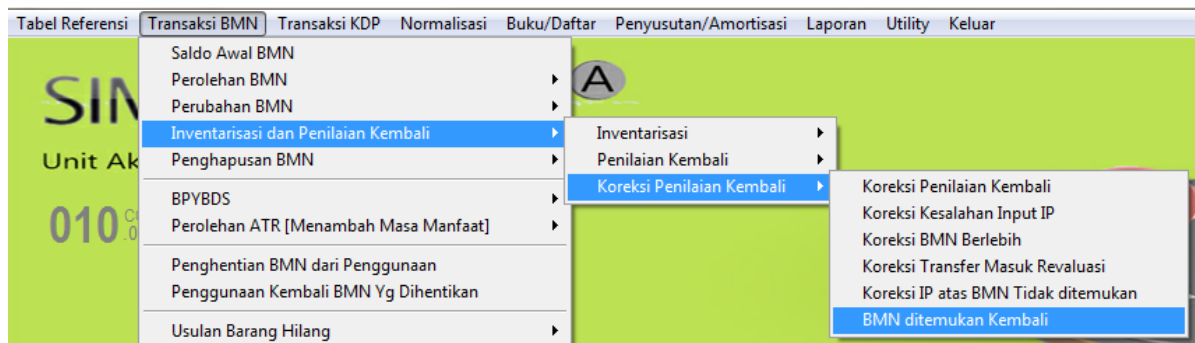 Tabel Referensi Transaksi BMN Transaksi KDP Normalisasi Buku/Daftar Penyusutan/Amortisasi Laporan Utility Keluar
Saldo Awal BMN
Perolehan BMN
Perubahan BMN
Inventarisasi dan Penilaian Kembali
Penghapusan BMN
BPYBDS
Perolehan ATR [Menambah Masa Manfaat]
Penghentian BMN dari Penggunaan
Penggunaan Kembali BMN Yg Dihentikan
Usulan Barang Hilang
Inventarisasi
Penilaian Kembali
Koreksi Penilaian Kembali
Koreksi Penilaian Kembali
Koreksi Kesalahan Input IP
Koreksi BMN Berlebih
Koreksi Transfer Masuk Revaluasi
Koreksi IP atas BMN Tidak ditemukan
BMN ditemukan Kembali
A
Unit
010